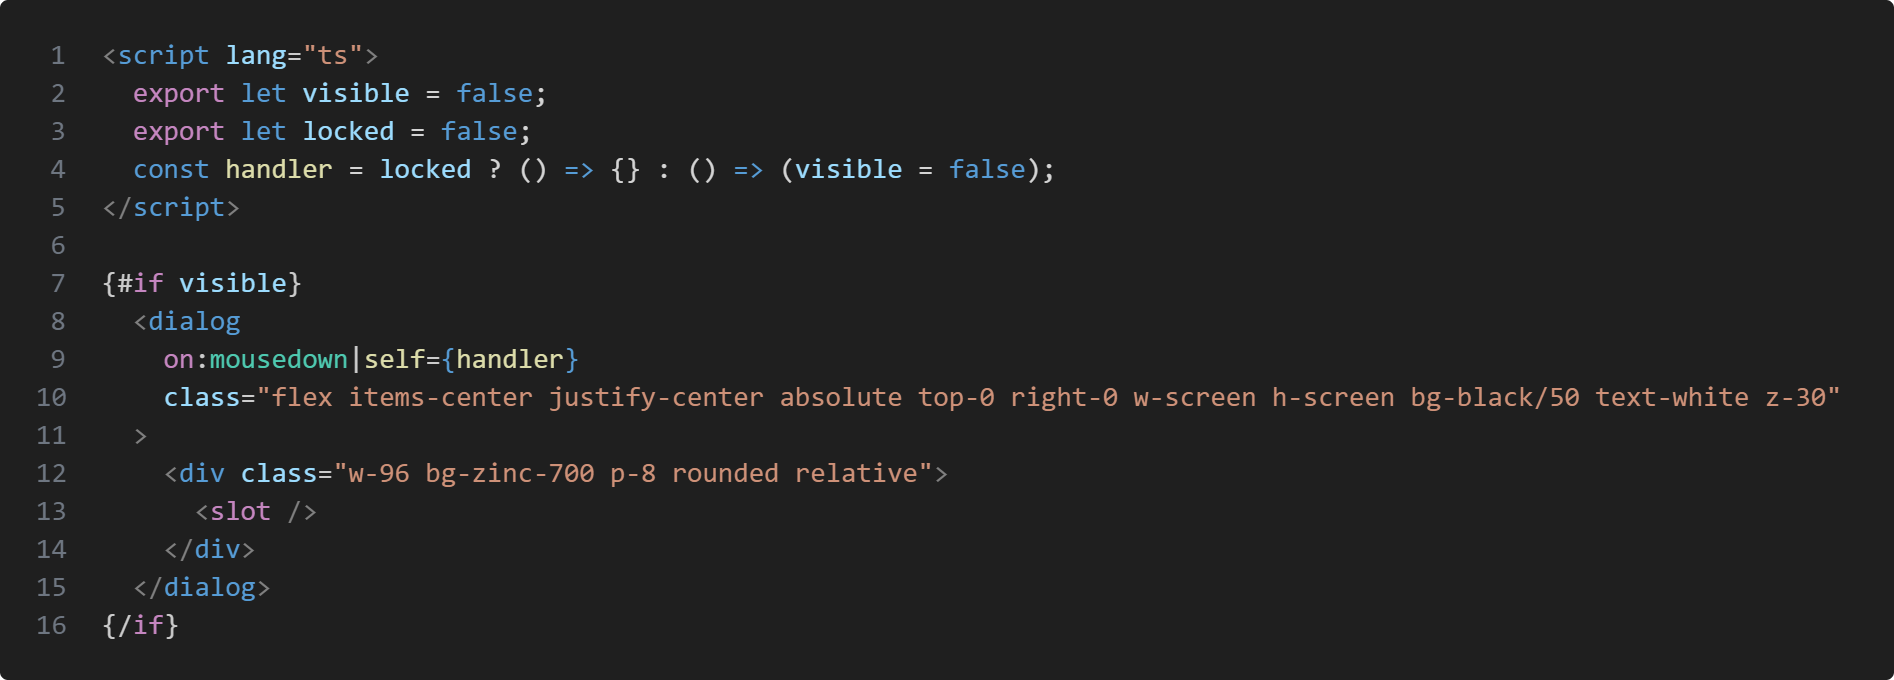 1 <script lang="ts">
2   export let visible = false;
3   export let locked = false;
4   const handler = locked ? () => {} : () => (visible = false);
5 </script>
6
7 {#if visible}
8   <dialog
9     on:mousedown|self={handler}
10     class="flex items-center justify-center absolute top-0 right-0 w-screen h-screen bg-black/50 text-white z-30"
11   >
12     <div class="w-96 bg-zinc-700 p-8 rounded relative">
13       <slot />
14     </div>
15   </dialog>
16 {/if}